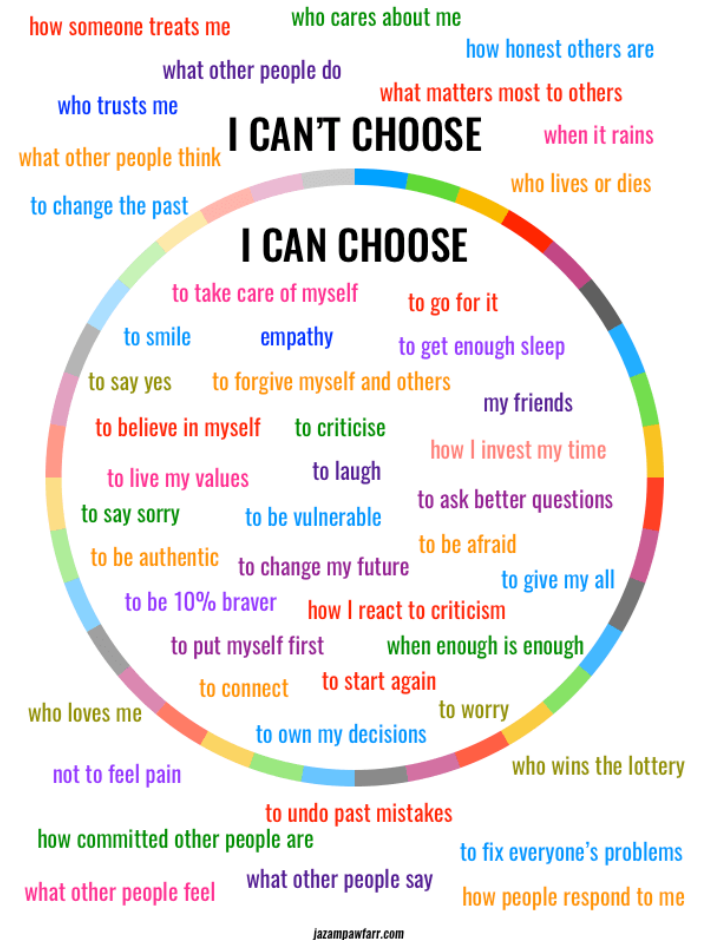 who cares about me
how someone treats me
how honest others are
what other people do
what matters most to others
who trusts me
I CAN'T CHOOSE
when it rains
what other people think
who lives or dies
to change the past
I CAN CHOOSE
to take care of myself
to go for it
to smile
empathy
to get enough sleep
to say yes
to forgive myself and others
my friends
to believe in myself
to criticise
how I invest my time
to live my values
to laugh
to ask better questions
to say sorry
to be vulnerable
to be afraid
to be authentic
to change my future
to give my all
to be 10% braver
how I react to criticism
to put myself first
when enough is enough
to connect
to start again
who loves me
to worry
to own my decisions
not to feel pain
who wins the lottery
to undo past mistakes
how committed other people are
to fix everyone's problems
what other people feel
what other people say
how people respond to me
jazampawfarr.com